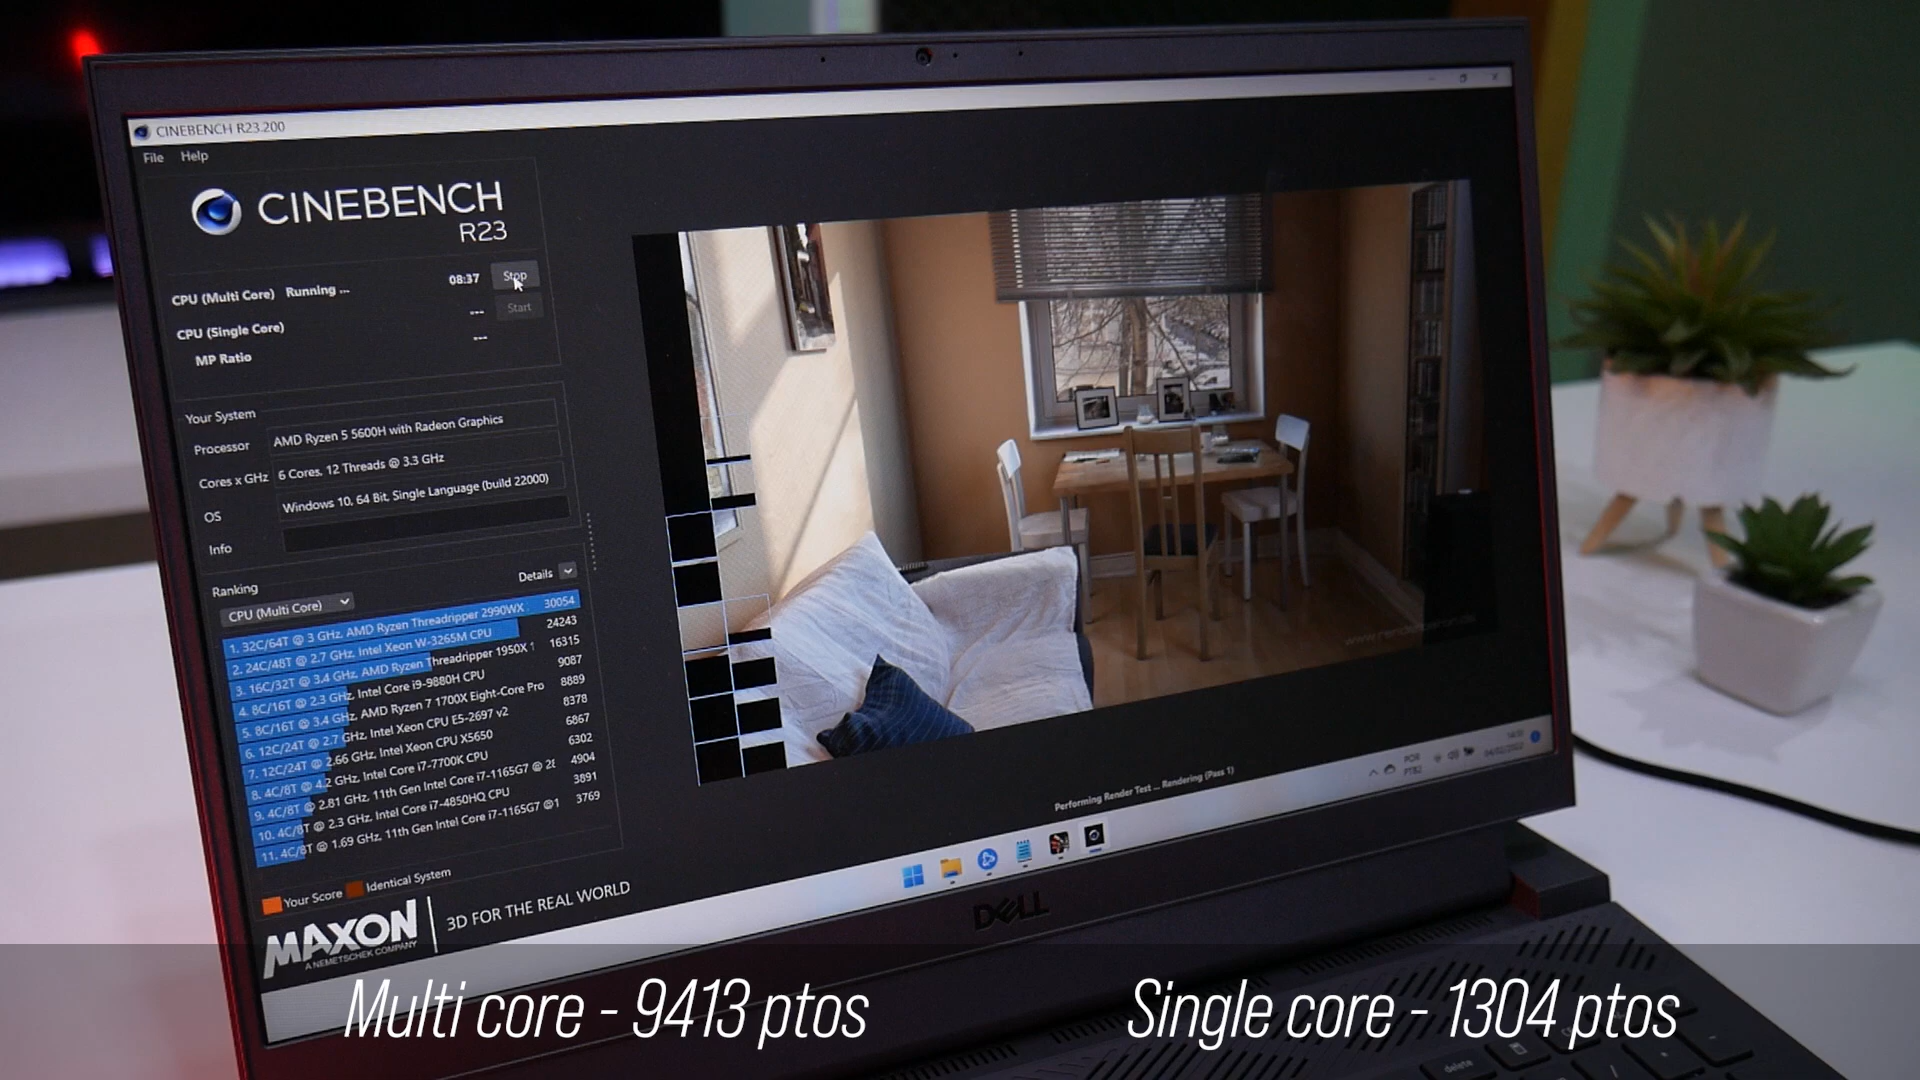 CINEBENCH R23.200
File Help
CINEBENCH
R23
CPU (Multi Core) Running ... 08:37 Stop
CPU (Single Core) --- Start
MP Ratio ---
Your System
Processor AMD Ryzen 5 5600H with Radeon Graphics
Cores x GHz 6 Cores, 12 Threads @ 3.3 GHz
OS Windows 10, 64 Bit, Single Language (build 22000)
Info
Ranking Details
CPU (Multi Core)
1. 32C/64T @ 3 GHz, AMD Ryzen Threadripper 2990WX 30054
2. 24C/48T @ 2.7 GHz, Intel Xeon W-3265M CPU 24243
3. 16C/32T @ 3.4 GHz, AMD Ryzen Threadripper 1950X 1 16315
4. 8C/16T @ 2.3 GHz, Intel Core i9-9880H CPU 9087
5. 8C/16T @ 3.4 GHz, AMD Ryzen 7 1700X Eight-Core Pro 8889
6. 12C/24T @ 2.7 GHz, Intel Xeon CPU E5-2697 v2 8378
7. 12C/24T @ 2.66 GHz, Intel Xeon CPU X5650 6867
8. 4C/8T @ 4.2 GHz, Intel Core i7-7700K CPU 6302
9. 4C/8T @ 2.81 GHz, 11th Gen Intel Core i7-1165G7 @ 28 4904
10. 4C/8T @ 2.3 GHz, Intel Core i7-4850HQ CPU 3891
11. 4C/8T @ 1.69 GHz, 11th Gen Intel Core i7-1165G7 @1 3769
Your Score Identical System
MAXON
A NEMETSCHEK COMPANY
3D FOR THE REAL WORLD
Performing Render Test ... Rendering (Pass 1)
POR
PTB2
04/02/2022
DELL
delete
Multi core - 9413 ptos
Single core - 1304 ptos